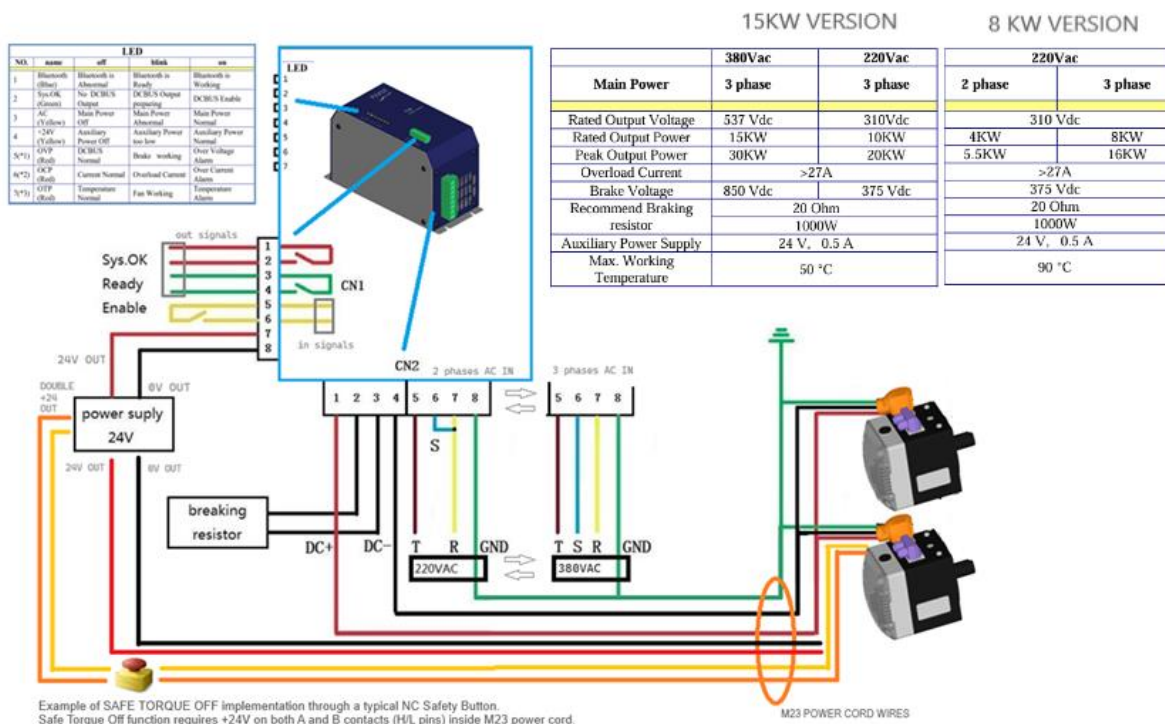 15KW VERSION
8 KW VERSION
LED
NO. name off blink on
1 Bluetooth (Blue) Bluetooth is Abnormal Bluetooth is Ready Bluetooth is Working
2 Sys.OK (Green) No DCBUS Output DCBUS Output preparing DCBUS Enable
3 AC (Yellow) Main Power Off Main Power Abnormal Main Power Normal
4 +24V (Yellow) Auxiliary Power Off Auxiliary Power too low Auxiliary Power Normal
5(*1) OVP (Red) DCBUS Normal Brake working Over Voltage Alarm
6(*2) OCP (Red) Current Normal Overload Current Over Current Alarm
7(*3) OTP (Red) Temperature Normal Fan Working Temperature Alarm
LED
1
2
3
4
5
6
7
380Vac 220Vac
Main Power 3 phase 3 phase
Rated Output Voltage 537 Vdc 310Vdc
Rated Output Power 15KW 10KW
Peak Output Power 30KW 20KW
Overload Current >27A
Brake Voltage 850 Vdc 375 Vdc
Recommend Braking resistor 20 Ohm
1000W
Auxiliary Power Supply 24 V, 0.5 A
Max. Working Temperature 50 °C
220Vac
2 phase 3 phase
310 Vdc
4KW 8KW
5.5KW 16KW
>27A
375 Vdc
20 Ohm
1000W
24 V, 0.5 A
90 °C
out signals
Sys.OK
Ready
Enable
1
2
3
4
5
6
7
8
CN1
in signals
24V OUT
0V OUT
DOUBLE
+24
OUT
power suply
24V
24V OUT
0V OUT
CN2
2 phases AC IN
3 phases AC IN
1 2 3 4 5 6 7 8
5 6 7 8
S
breaking
resistor
DC+
DC-
T R GND
220VAC
T S R GND
380VAC
Example of SAFE TORQUE OFF implementation through a typical NC Safety Button.
Safe Torque Off function requires +24V on both A and B contacts (H/L pins) inside M23 power cord.
M23 POWER CORD WIRES